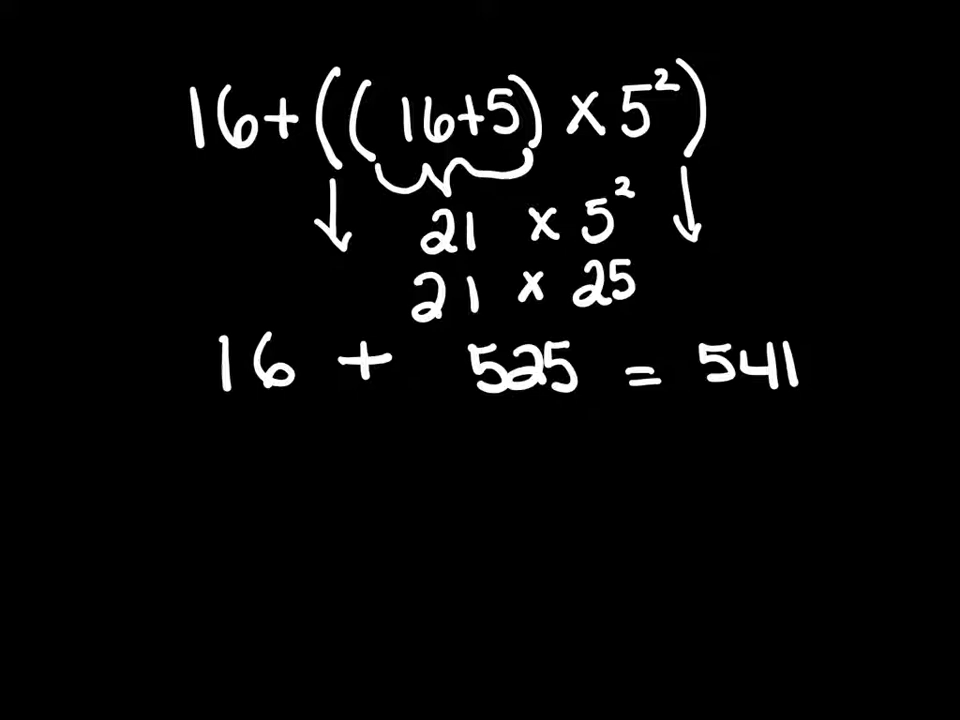 16+((16+5)×5²)
21 × 5²
21 × 25
16 + 525 = 541